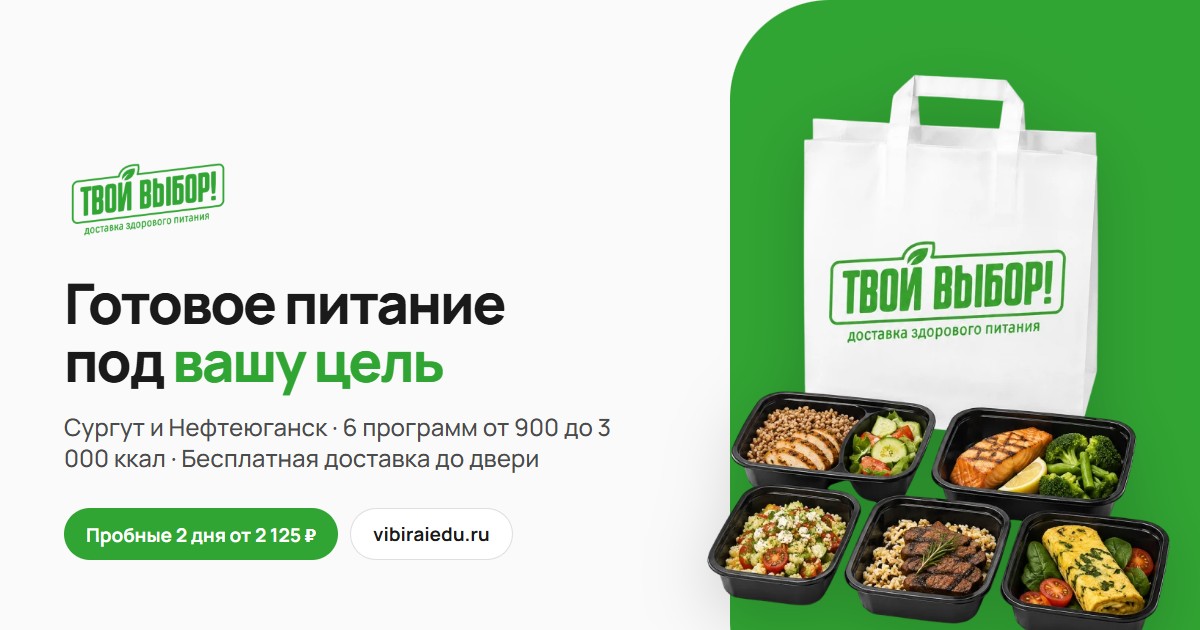 ТВОЙ ВЫБОР!
доставка здорового питания
Готовое питание
под вашу цель
Сургут и Нефтеюганск · 6 программ от 900 до 3
000 ккал · Бесплатная доставка до двери
Пробные 2 дня от 2 125 ₽
vibiraiedu.ru
ТВОЙ ВЫБОР!
доставка здорового питания